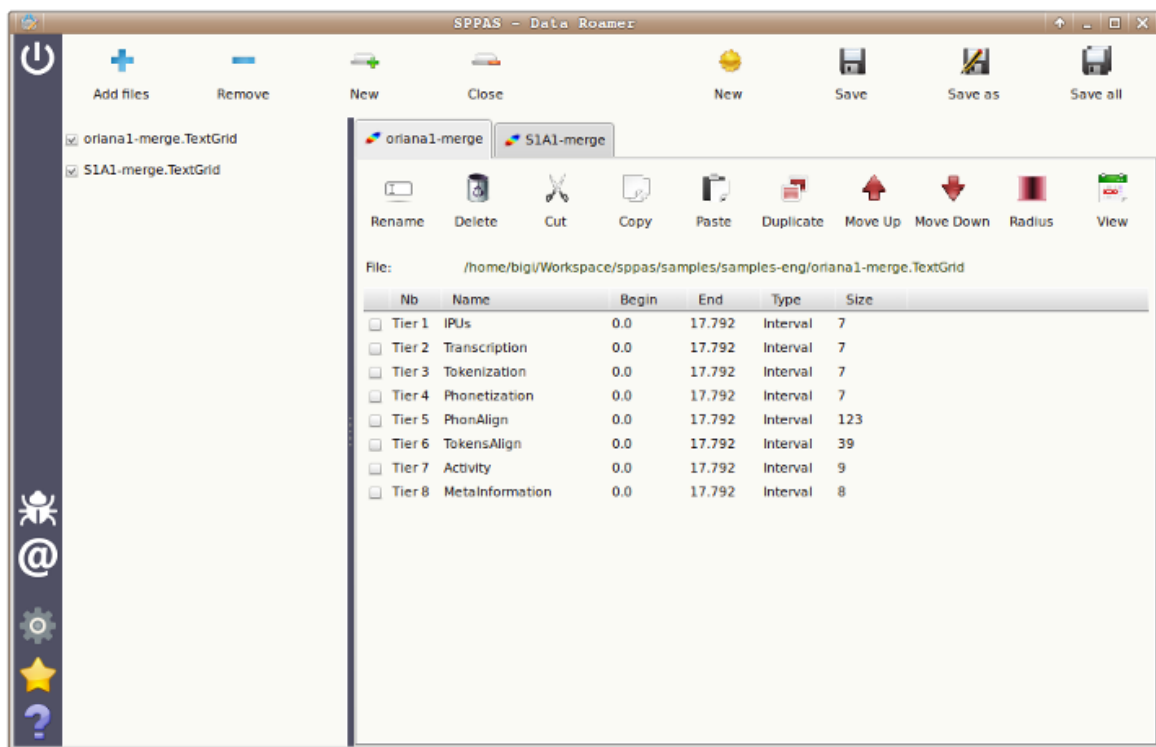 SPPAS - Data Roamer
Add files Remove New Close New Save Save as Save all
oriana1-merge.TextGrid
S1A1-merge.TextGrid
oriana1-merge S1A1-merge
Rename Delete Cut Copy Paste Duplicate Move Up Move Down Radius View
File: /home/bigi/Workspace/sppas/samples/samples-eng/oriana1-merge.TextGrid
Nb Name Begin End Type Size
Tier 1 IPUs 0.0 17.792 Interval 7
Tier 2 Transcription 0.0 17.792 Interval 7
Tier 3 Tokenization 0.0 17.792 Interval 7
Tier 4 Phonetization 0.0 17.792 Interval 7
Tier 5 PhonAlign 0.0 17.792 Interval 123
Tier 6 TokensAlign 0.0 17.792 Interval 39
Tier 7 Activity 0.0 17.792 Interval 9
Tier 8 MetaInformation 0.0 17.792 Interval 8
@
?